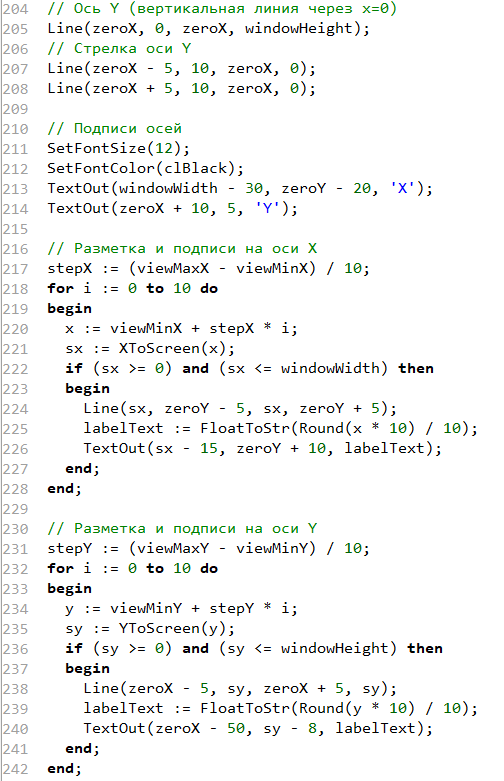 204 // Ось Y (вертикальная линия через x=0)
205 Line(zeroX, 0, zeroX, windowHeight);
206 // Стрелка оси Y
207 Line(zeroX - 5, 10, zeroX, 0);
208 Line(zeroX + 5, 10, zeroX, 0);
209
210 // Подписи осей
211 SetFontSize(12);
212 SetFontColor(clBlack);
213 TextOut(windowWidth - 30, zeroY - 20, 'X');
214 TextOut(zeroX + 10, 5, 'Y');
215
216 // Разметка и подписи на оси X
217 stepX := (viewMaxX - viewMinX) / 10;
218 for i := 0 to 10 do
219 begin
220   x := viewMinX + stepX * i;
221   sx := XToScreen(x);
222   if (sx >= 0) and (sx <= windowWidth) then
223   begin
224     Line(sx, zeroY - 5, sx, zeroY + 5);
225     labelText := FloatToStr(Round(x * 10) / 10);
226     TextOut(sx - 15, zeroY + 10, labelText);
227   end;
228 end;
229
230 // Разметка и подписи на оси Y
231 stepY := (viewMaxY - viewMinY) / 10;
232 for i := 0 to 10 do
233 begin
234   y := viewMinY + stepY * i;
235   sy := YToScreen(y);
236   if (sy >= 0) and (sy <= windowHeight) then
237   begin
238     Line(zeroX - 5, sy, zeroX + 5, sy);
239     labelText := FloatToStr(Round(y * 10) / 10);
240     TextOut(zeroX - 50, sy - 8, labelText);
241   end;
242 end;